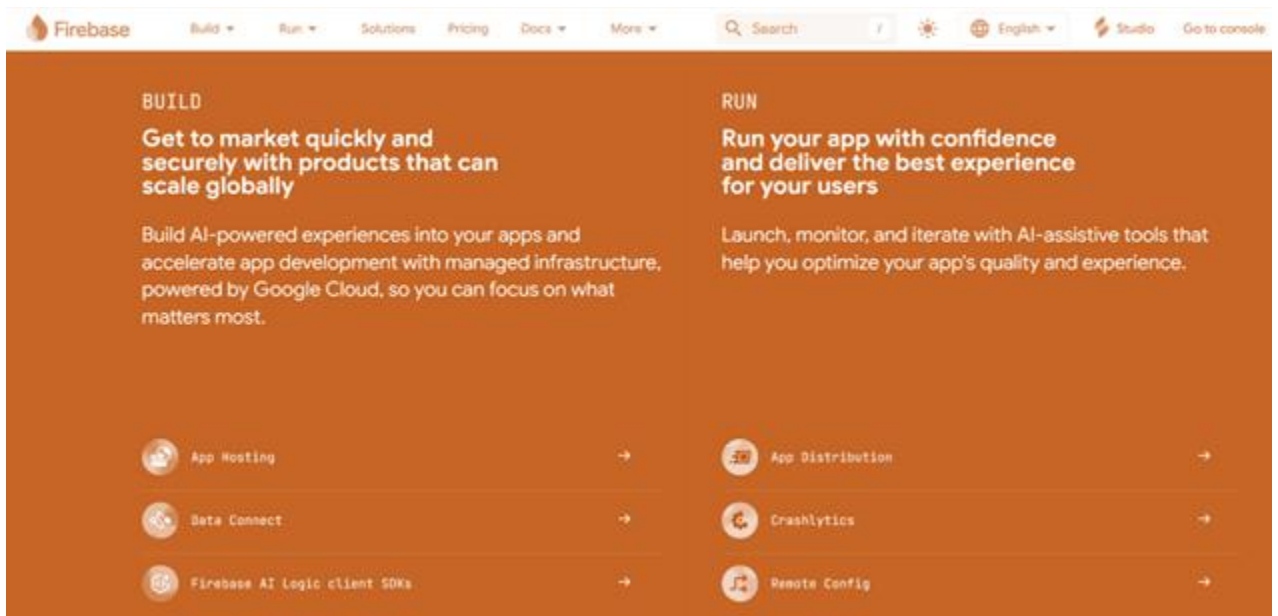 Firebase
Build
Run
Solutions
Pricing
Docs
More
Search
/
English
Studio
Go to console
BUILD
Get to market quickly and
securely with products that can
scale globally
Build AI-powered experiences into your apps and
accelerate app development with managed infrastructure,
powered by Google Cloud, so you can focus on what
matters most.
App Hosting
Data Connect
Firebase AI Logic client SDKs
RUN
Run your app with confidence
and deliver the best experience
for your users
Launch, monitor, and iterate with AI-assistive tools that
help you optimize your app's quality and experience.
App Distribution
Crashlytics
Remote Config